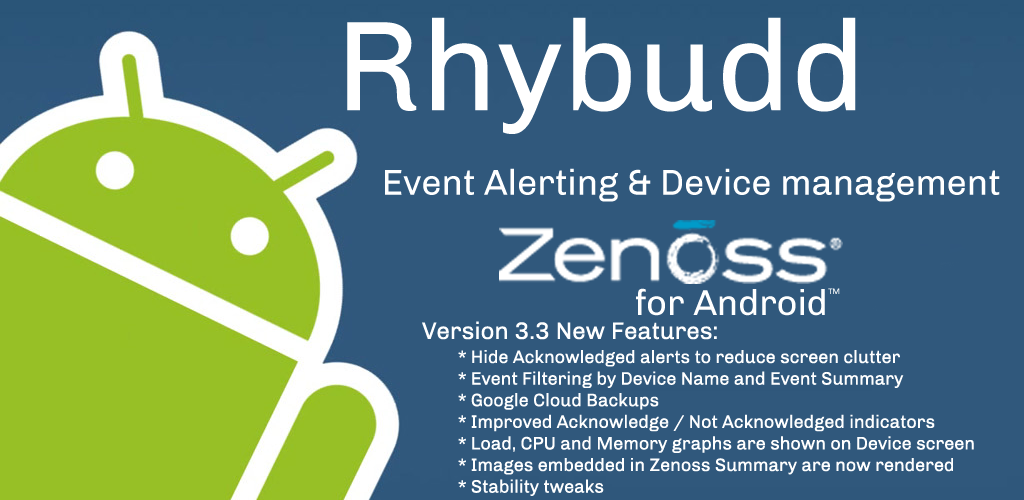 Rhybudd
Event Alerting & Device management
Zenōss®
for Android™
Version 3.3 New Features:
* Hide Acknowledged alerts to reduce screen clutter
* Event Filtering by Device Name and Event Summary
* Google Cloud Backups
* Improved Acknowledge / Not Acknowledged indicators
* Load, CPU and Memory graphs are shown on Device screen
* Images embedded in Zenoss Summary are now rendered
* Stability tweaks